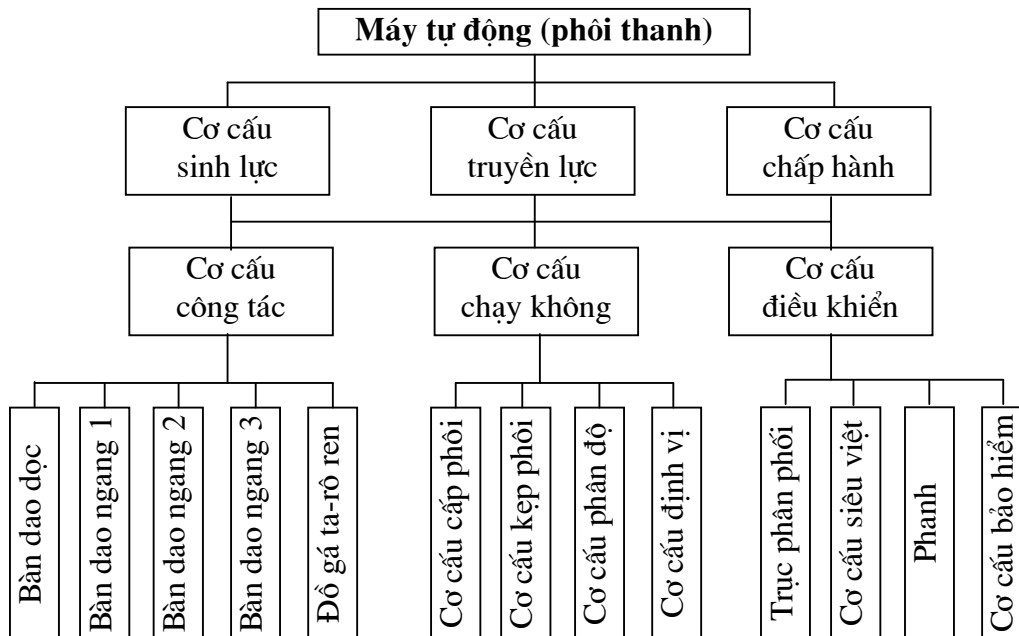 Máy tự động (phôi thanh)
Cơ cấu
sinh lực
Cơ cấu
truyền lực
Cơ cấu
chấp hành
Cơ cấu
công tác
Cơ cấu
chạy không
Cơ cấu
điều khiển
Bàn dao dọc
Bàn dao ngang 1
Bàn dao ngang 2
Bàn dao ngang 3
Đồ gá ta-rô ren
Cơ cấu cấp phôi
Cơ cấu kẹp phôi
Cơ cấu phân độ
Cơ cấu định vị
Trục phân phối
Cơ cấu siêu việt
Phanh
Cơ cấu bảo hiểm